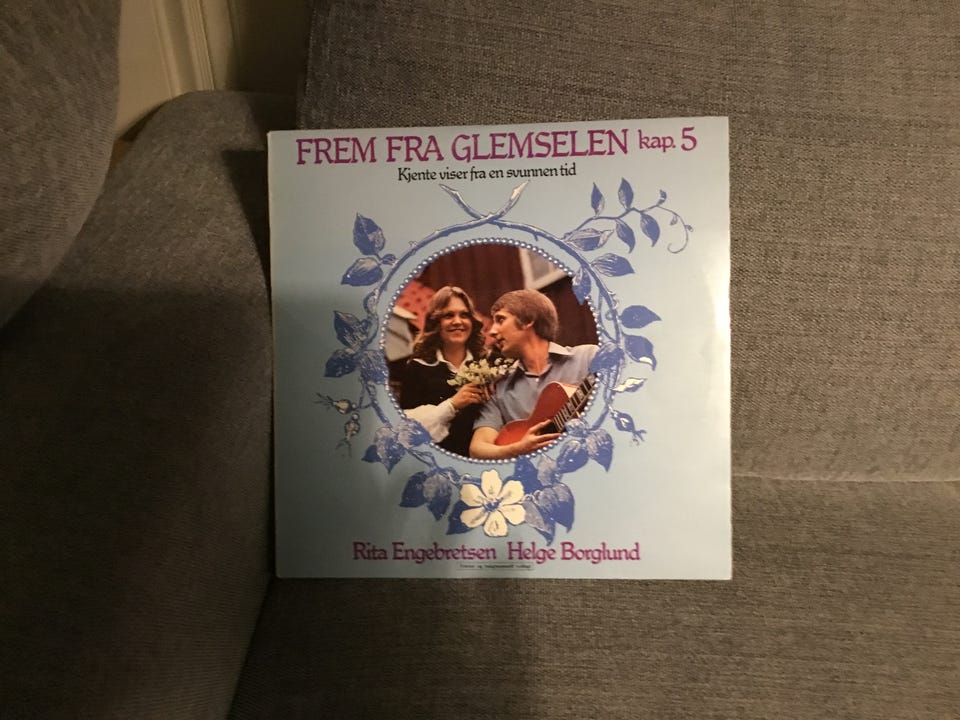 FREM FRA GLEMSELEN kap. 5
Kjente viser fra en svunnen tid
Rita Engebretsen Helge Borglund